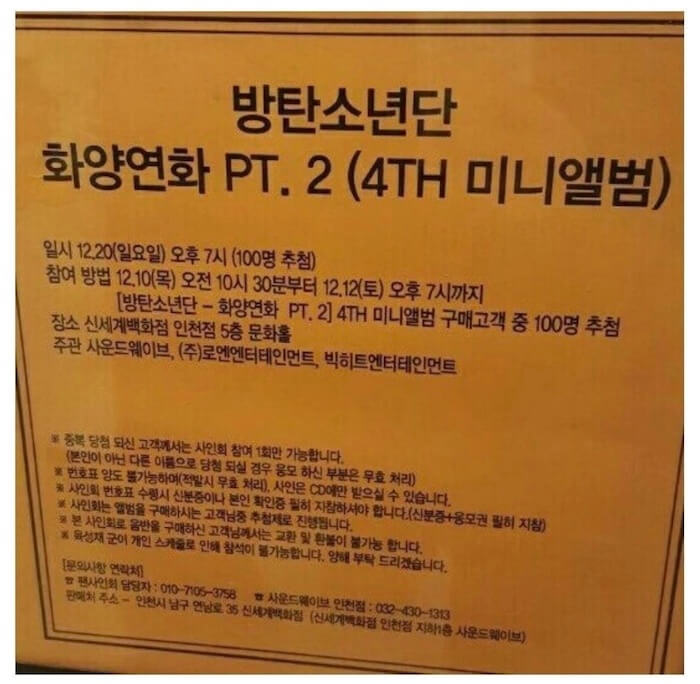 방탄소년단
화양연화 PT. 2 (4TH 미니앨범)
일시 12.20(일요일) 오후 7시 (100명 추첨)
참여 방법 12.10(목) 오전 10시 30분부터 12.12(토) 오후 7시까지
[방탄소년단 - 화양연화 PT. 2] 4TH 미니앨범 구매고객 중 100명 추첨
장소 신세계백화점 인천점 5층 문화홀
주관 사운드웨이브, (주)로엔엔터테인먼트, 빅히트엔터테인먼트
※ 중복 당첨 되신 고객께서는 사인회 참여 1회만 가능합니다.
(본인이 아닌 다른 이름으로 당첨 되실 경우 응모 하신 부분은 무효 처리)
※ 번호표 양도 불가능하며(적발시 무효 처리), 사인은 CD에만 받으실 수 있습니다.
※ 사인회 번호표 수령시 신분증이나 본인 확인증 필히 지참하셔야 합니다.(신분증+응모권 필히 지참)
※ 사인회는 앨범을 구매하시는 고객님중 추첨제로 진행됩니다.
※ 본 사인회로 음반을 구매하신 고객님께서는 교환 및 환불이 불가능 합니다.
※ 육성재 군이 개인 스케줄로 인해 참석이 불가능합니다. 양해 부탁 드리겠습니다.
[문의사항 연락처]
☎ 팬사인회 담당자 : 010-7105-3758 ☎ 사운드웨이브 인천점 : 032-430-1313
판매처 주소 - 인천시 남구 연남로 35 신세계백화점 (신세계백화점 인천점 지하1층 사운드웨이브)